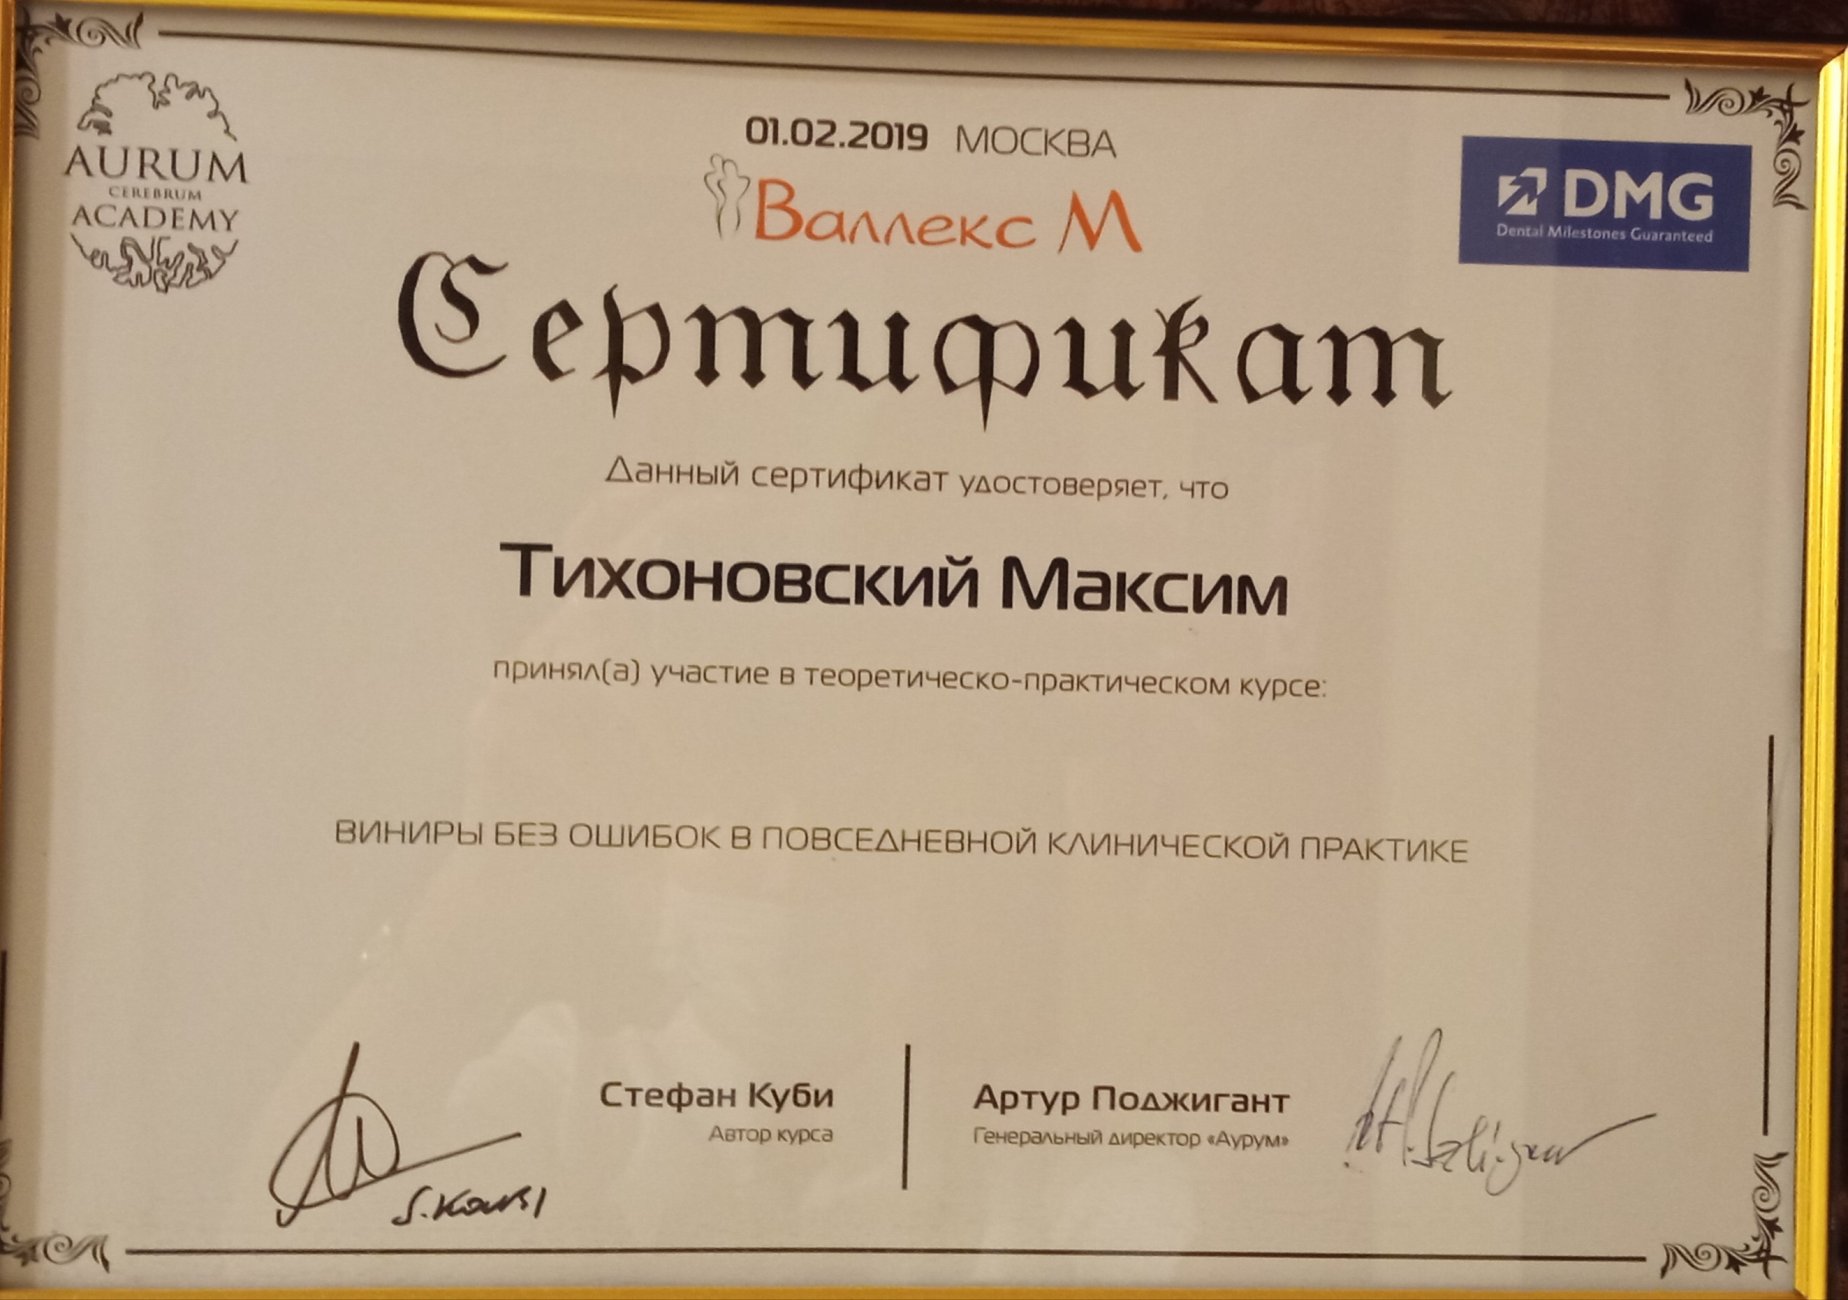 AURUM
CEREBRUM
ACADEMY
01.02.2019 МОСКВА
Валлекс М
DMG
Dental Milestones Guaranteed
Сертификат
Данный сертификат удостоверяет, что
Тихоновский Максим
принял(а) участие в теоретическо-практическом курсе:
ВИНИРЫ БЕЗ ОШИБОК В ПОВСЕДНЕВНОЙ КЛИНИЧЕСКОЙ ПРАКТИКЕ
Стефан Куби
Автор курса
Артур Поджигант
Генеральный директор «Аурум»